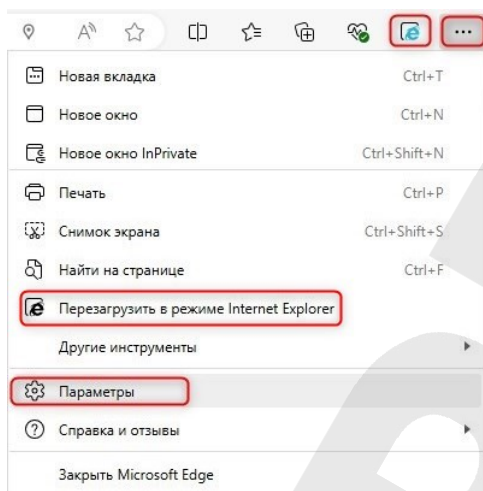 Новая вкладка Ctrl+T
Новое окно Ctrl+N
Новое окно InPrivate Ctrl+Shift+N
Печать Ctrl+P
Снимок экрана Ctrl+Shift+S
Найти на странице Ctrl+F
Перезагрузить в режиме Internet Explorer
Другие инструменты
Параметры
Справка и отзывы
Закрыть Microsoft Edge